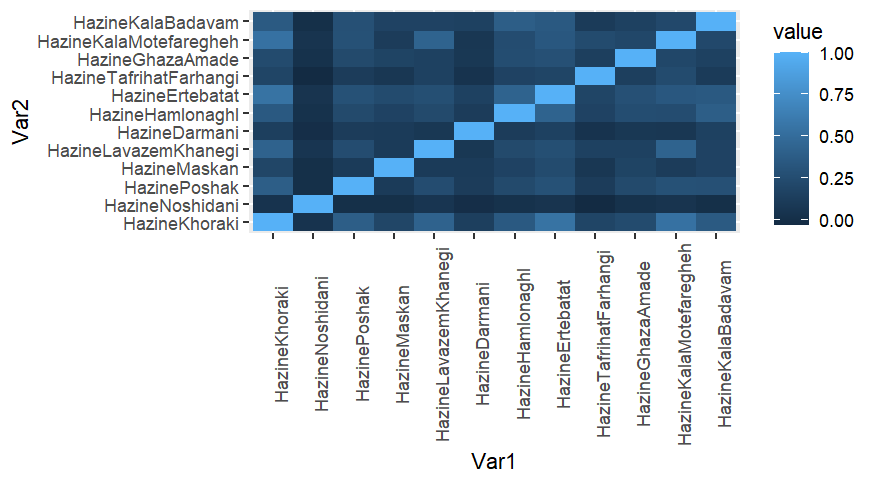 HazineKalaBadavam
HazineKalaMotefaregheh
HazineGhazaAmade
HazineTafrihatFarhangi
HazineErtebatat
HazineHamlonaghl
HazineDarmani
HazineLavazemKhanegi
HazineMaskan
HazinePoshak
HazineNoshidani
HazineKhoraki
Var2
HazineKhoraki
HazineNoshidani
HazinePoshak
HazineMaskan
HazineLavazemKhanegi
HazineDarmani
HazineHamlonaghl
HazineErtebatat
HazineTafrihatFarhangi
HazineGhazaAmade
HazineKalaMotefaregheh
HazineKalaBadavam
Var1
value
1.00
0.75
0.50
0.25
0.00